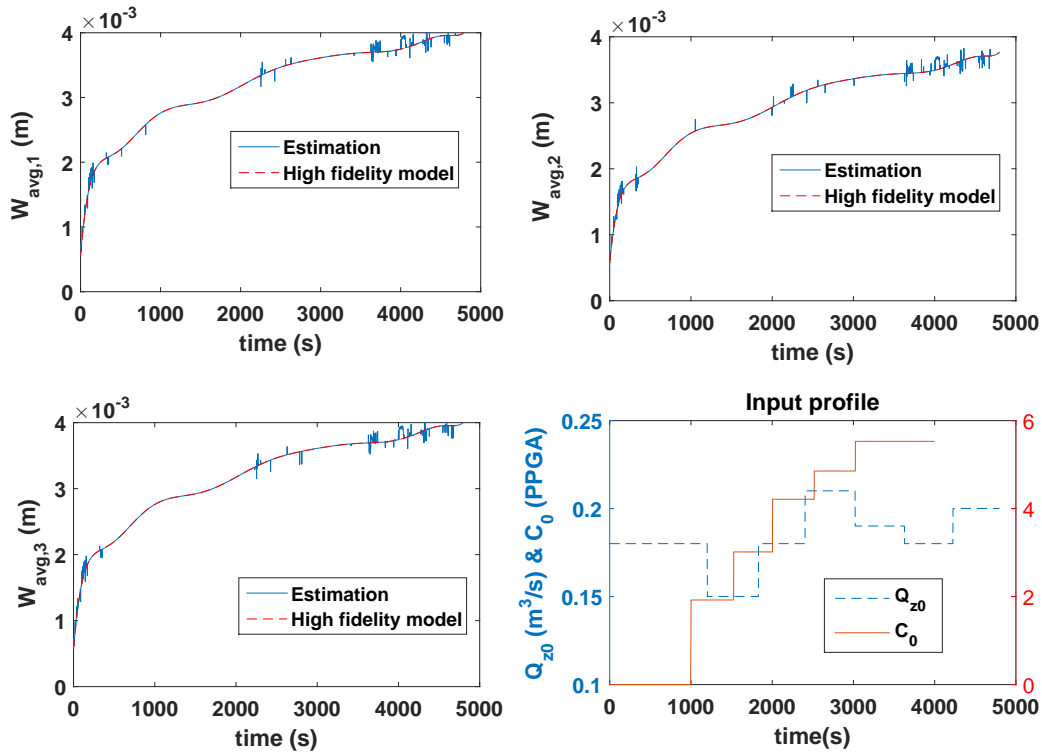 × 10^-3
4
3
2
1
0
W_avg,1 (m)
Estimation
High fidelity model
0 1000 2000 3000 4000 5000
time (s)
× 10^-3
4
3
2
1
0
W_avg,2 (m)
Estimation
High fidelity model
0 1000 2000 3000 4000 5000
time (s)
× 10^-3
4
3
2
1
0
W_avg,3 (m)
Estimation
High fidelity model
0 1000 2000 3000 4000 5000
time (s)
Input profile
0.25
0.2
0.15
0.1
Q_z0 (m^3/s) & C_0 (PPGA)
6
4
2
0
Q_z0
C_0
0 1000 2000 3000 4000 5000
time(s)